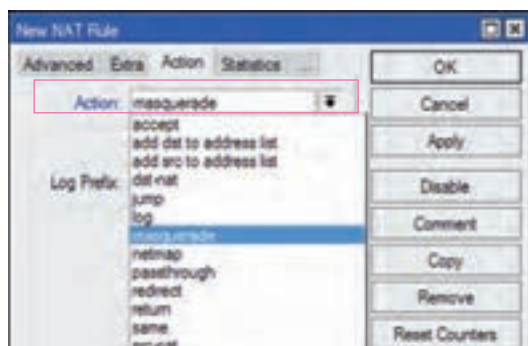 New NAT Rule
Advanced Extra Action Statistics ...
OK
Action: masquerade
Cancel
accept
add dst to address list
Apply
add src to address list
Log Prefix: dst-nat
Disable
jump
log
Comment
masquerade
netmap
Copy
passthrough
redirect
Remove
return
same
Reset Counters
src-nat